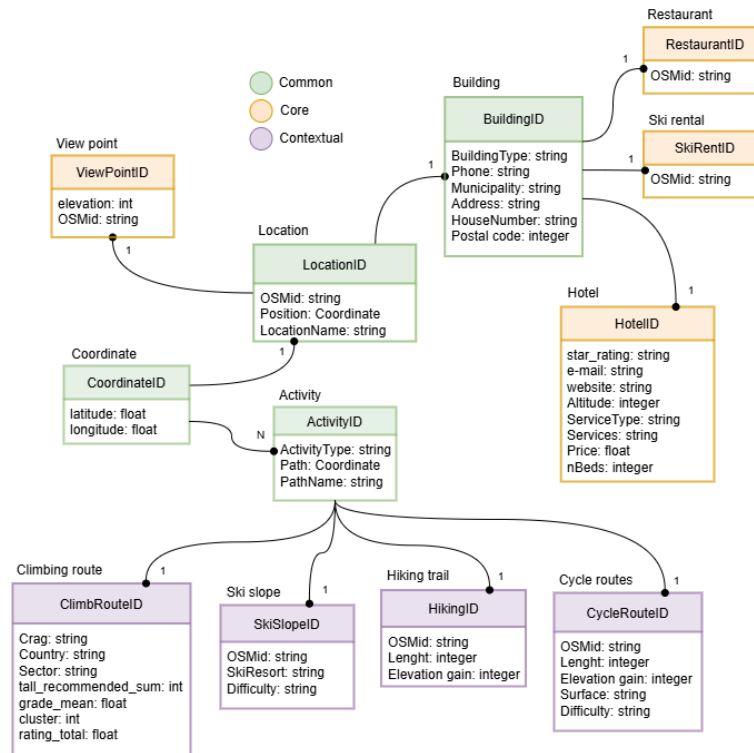 Restaurant
RestaurantID
OSMid: string
1
Common
Core
Contextual
Building
BuildingID
BuildingType: string
Phone: string
Municipality: string
Address: string
HouseNumber: string
Postal code: integer
1
Ski rental
SkiRentID
OSMid: string
1
View point
ViewPointID
elevation: int
OSMid: string
1
Location
LocationID
OSMid: string
Position: Coordinate
LocationName: string
1
Hotel
HotelID
star_rating: string
e-mail: string
website: string
Altitude: integer
ServiceType: string
Services: string
Price: float
nBeds: integer
1
Coordinate
CoordinateID
latitude: float
longitude: float
N
Activity
ActivityID
ActivityType: string
Path: Coordinate
PathName: string
Climbing route
1
ClimbRouteID
Crag: string
Country: string
Sector: string
tall_recommended_sum: int
grade_mean: float
cluster: int
rating_total: float
Ski slope
1
SkiSlopeID
OSMid: string
SkiResort: string
Difficulty: string
Hiking trail
1
HikingID
OSMid: string
Lenght: integer
Elevation gain: integer
Cycle routes
1
CycleRouteID
OSMid: string
Lenght: integer
Elevation gain: integer
Surface: string
Difficulty: string